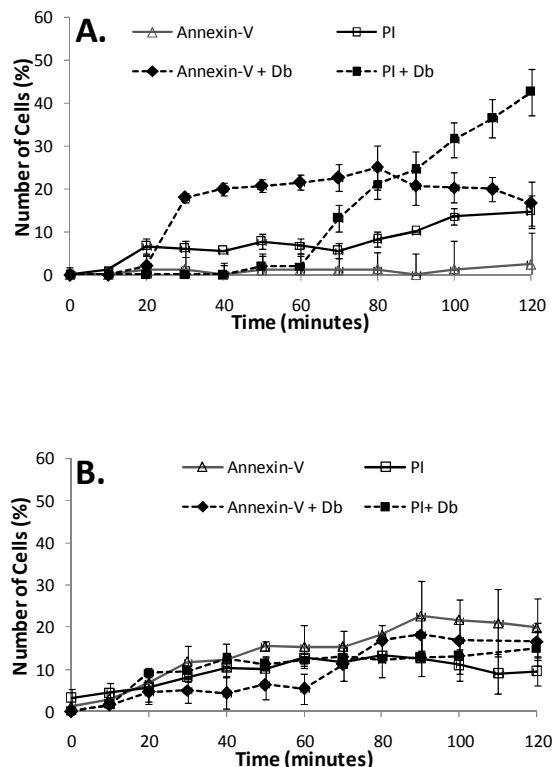 A.
Annexin-V
PI
Annexin-V + Db
PI + Db
Number of Cells (%)
60
50
40
30
20
10
0
0 20 40 60 80 100 120
Time (minutes)
B.
Annexin-V
PI
Annexin-V + Db
PI+ Db
Number of Cells (%)
60
50
40
30
20
10
0
0 20 40 60 80 100 120
Time (minutes)